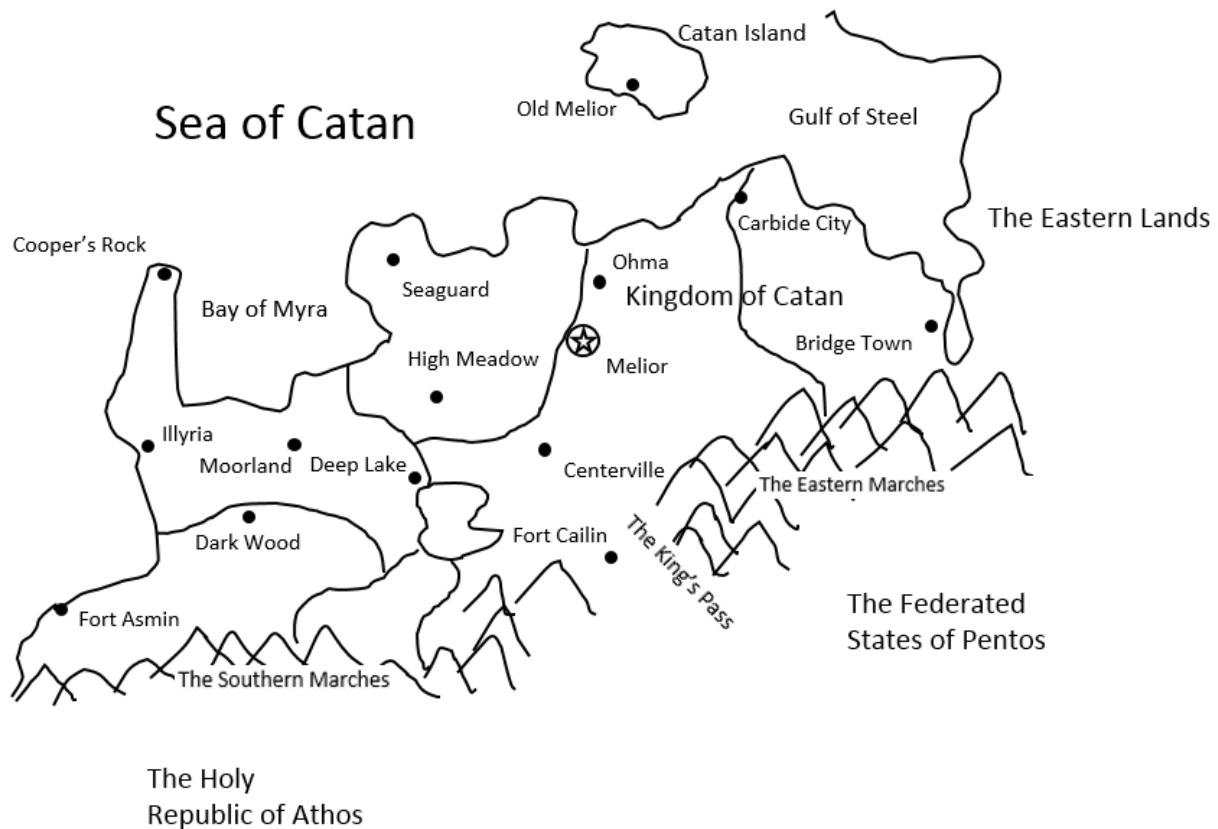 Catan Island
Old Melior
Sea of Catan
Gulf of Steel
The Eastern Lands
Carbide City
Cooper's Rock
Ohma
Seaguard
Kingdom of Catan
Bay of Myra
Bridge Town
High Meadow
Melior
Illyria
Moorland
Deep Lake
Centerville
The Eastern Marches
Dark Wood
Fort Cailin
The King's Pass
Fort Asmin
The Federated
States of Pentos
The Southern Marches
The Holy
Republic of Athos